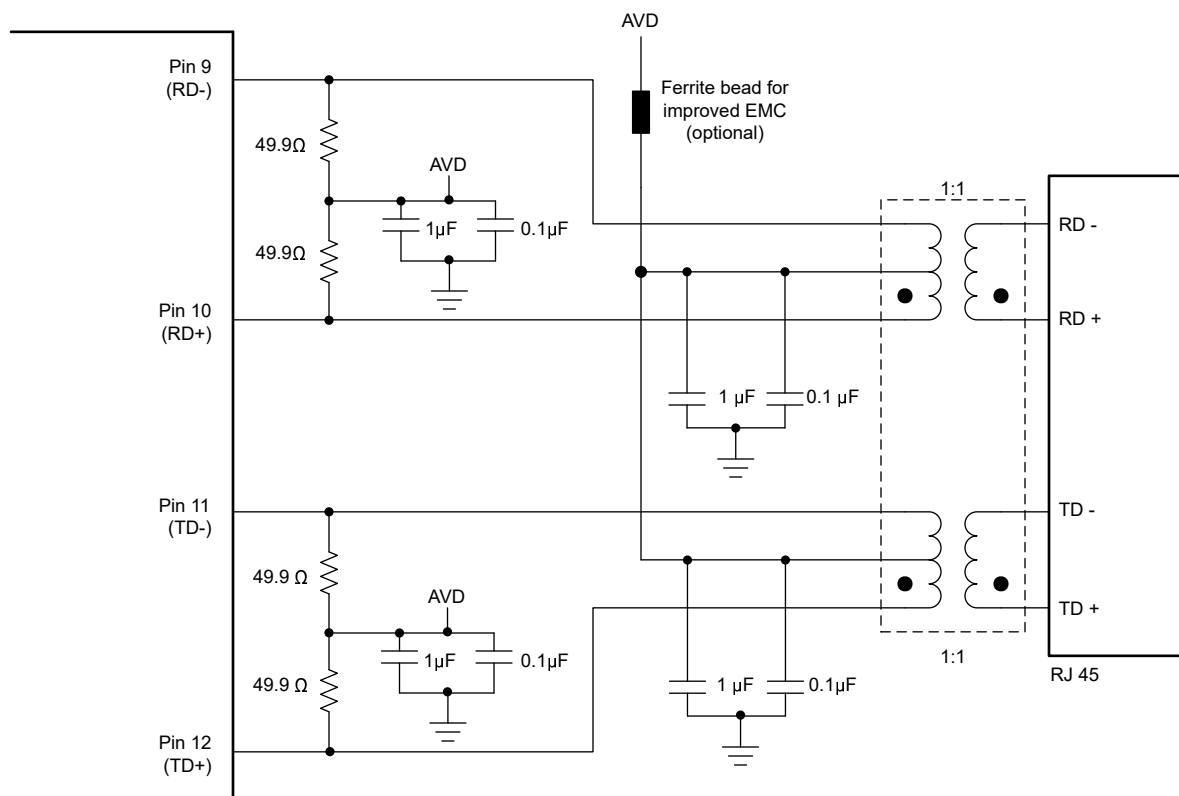 AVD
Pin 9
(RD-)
Ferrite bead for
improved EMC
(optional)
49.9Ω
AVD
1µF
0.1µF
49.9Ω
Pin 10
(RD+)
1:1
RD -
RD +
1 µF
0.1 µF
Pin 11
(TD-)
TD -
49.9 Ω
AVD
1µF
0.1µF
49.9 Ω
TD +
1:1
RJ 45
1 µF
0.1µF
Pin 12
(TD+)